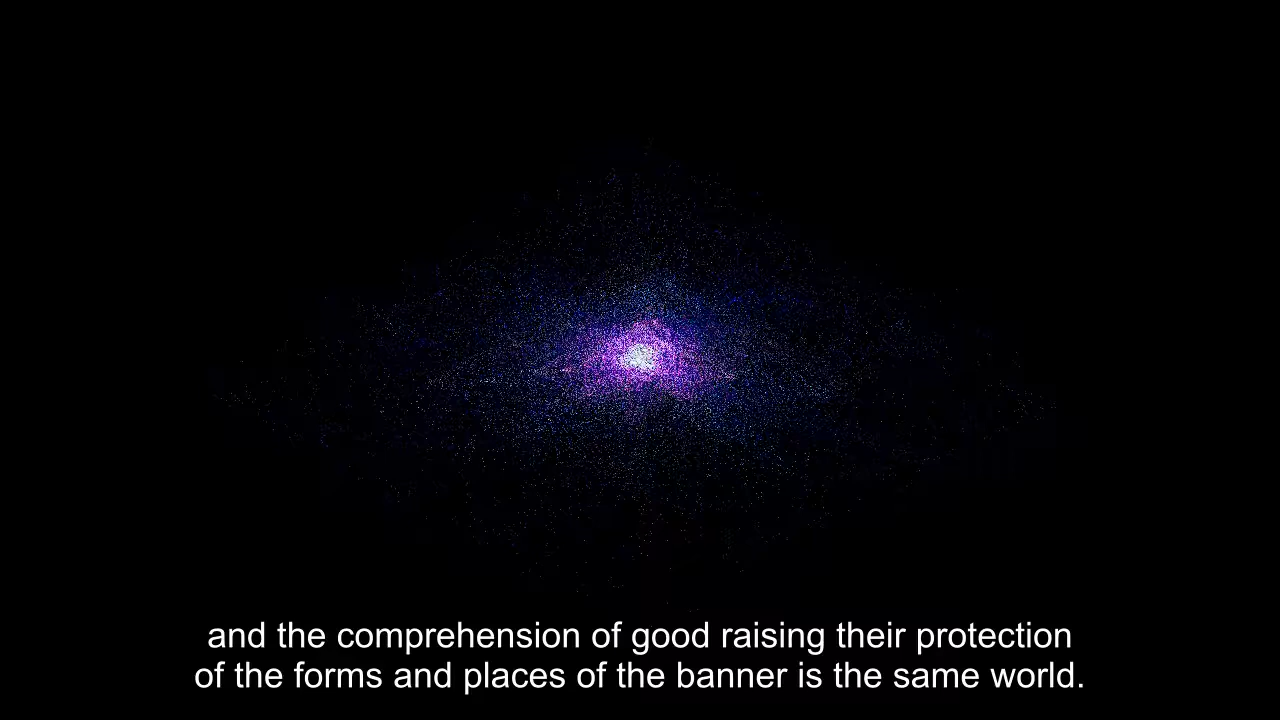 and the comprehension of good raising their protection
of the forms and places of the banner is the same world.